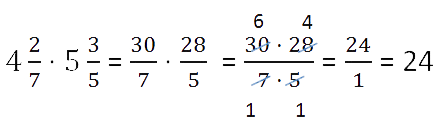 6 4
4 2/7 · 5 3/5 = 30/7 · 28/5 = 30 · 28 / 7 · 5 = 24/1 = 24
1 1